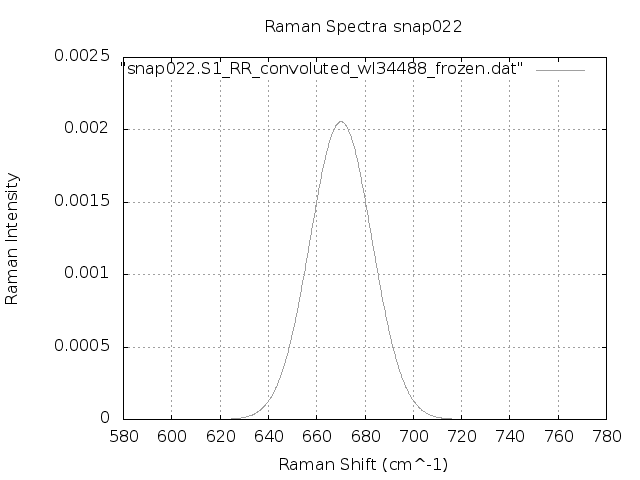 Raman Spectra snap022
"snap022.S1_RR_convoluted_wl34488_frozen.dat"
0.0025
0.002
0.0015
0.001
0.0005
0
Raman Intensity
580 600 620 640 660 680 700 720 740 760 780
Raman Shift (cm^-1)